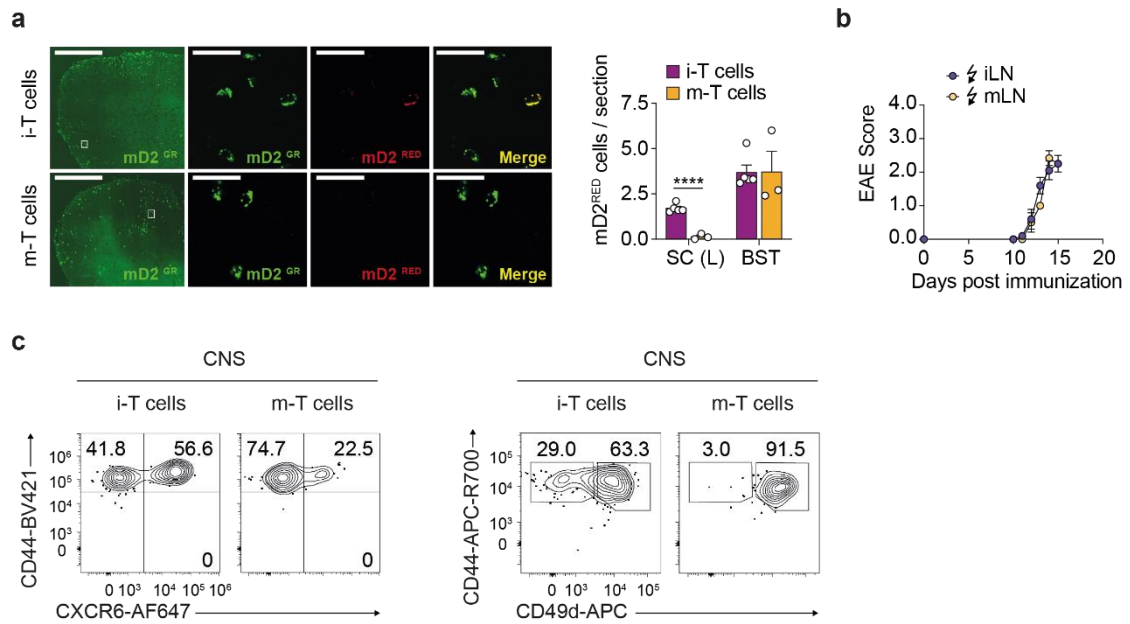 a
i-T cells
mD2 GR
mD2 GR
mD2 RED
Merge
m-T cells
mD2 GR
mD2 GR
mD2 RED
Merge
i-T cells
m-T cells
mD2RED cells / section
7.5
5.0
2.5
0.0
****
SC (L)
BST
b
iLN
mLN
EAE Score
4.0
3.0
2.0
1.0
0.0
0 5 10 15 20
Days post immunization
c
CNS
i-T cells
m-T cells
41.8 56.6
0
74.7 22.5
0
CD44-BV421
10^6
10^5
10^4
10^3
0
0 10^3 10^4 10^5 10^6
CXCR6-AF647
CNS
i-T cells
m-T cells
29.0 63.3
3.0 91.5
CD44-APC-R700
10^5
10^4
10^3
0
0 10^3 10^4 10^5
CD49d-APC